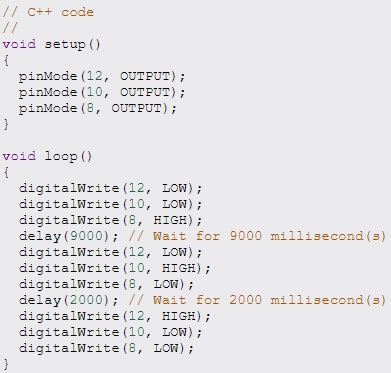 // C++ code
//
void setup()
{
  pinMode(12, OUTPUT);
  pinMode(10, OUTPUT);
  pinMode(8, OUTPUT);
}

void loop()
{
  digitalWrite(12, LOW);
  digitalWrite(10, LOW);
  digitalWrite(8, HIGH);
  delay(9000); // Wait for 9000 millisecond(s)
  digitalWrite(12, LOW);
  digitalWrite(10, HIGH);
  digitalWrite(8, LOW);
  delay(2000); // Wait for 2000 millisecond(s)
  digitalWrite(12, HIGH);
  digitalWrite(10, LOW);
  digitalWrite(8, LOW);
}